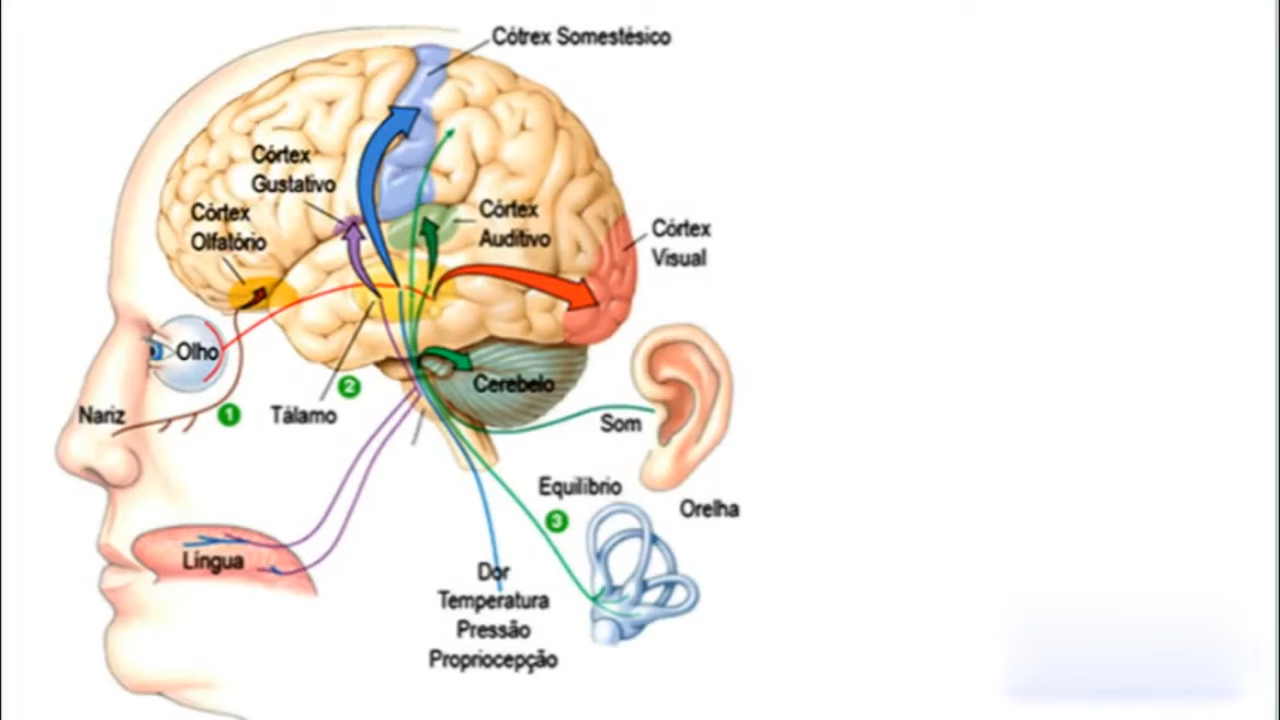 Cótrex Somestésico
Córtex
Gustativo
Córtex
Olfatório
Córtex
Auditivo
Córtex
Visual
Olho
Cerebelo
2
Nariz
1
Tálamo
Som
Equilíbrio
Orelha
3
Língua
Dor
Temperatura
Pressão
Propriocepção